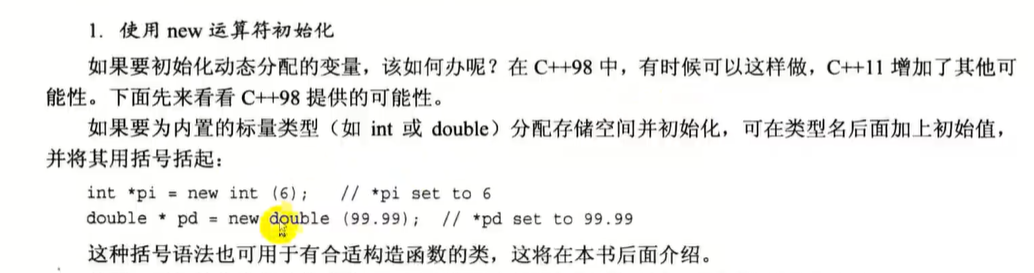 1. 使用 new 运算符初始化
如果要初始化动态分配的变量，该如何办呢？在 C++98 中，有时候可以这样做，C++11 增加了其他可
能性。下面先来看看 C++98 提供的可能性。
如果要为内置的标量类型（如 int 或 double）分配存储空间并初始化，可在类型名后面加上初始值，
并将其用括号括起：
int *pi = new int (6); // *pi set to 6
double * pd = new double (99.99); // *pd set to 99.99
这种括号语法也可用于有合适构造函数的类，这将在本书后面介绍。